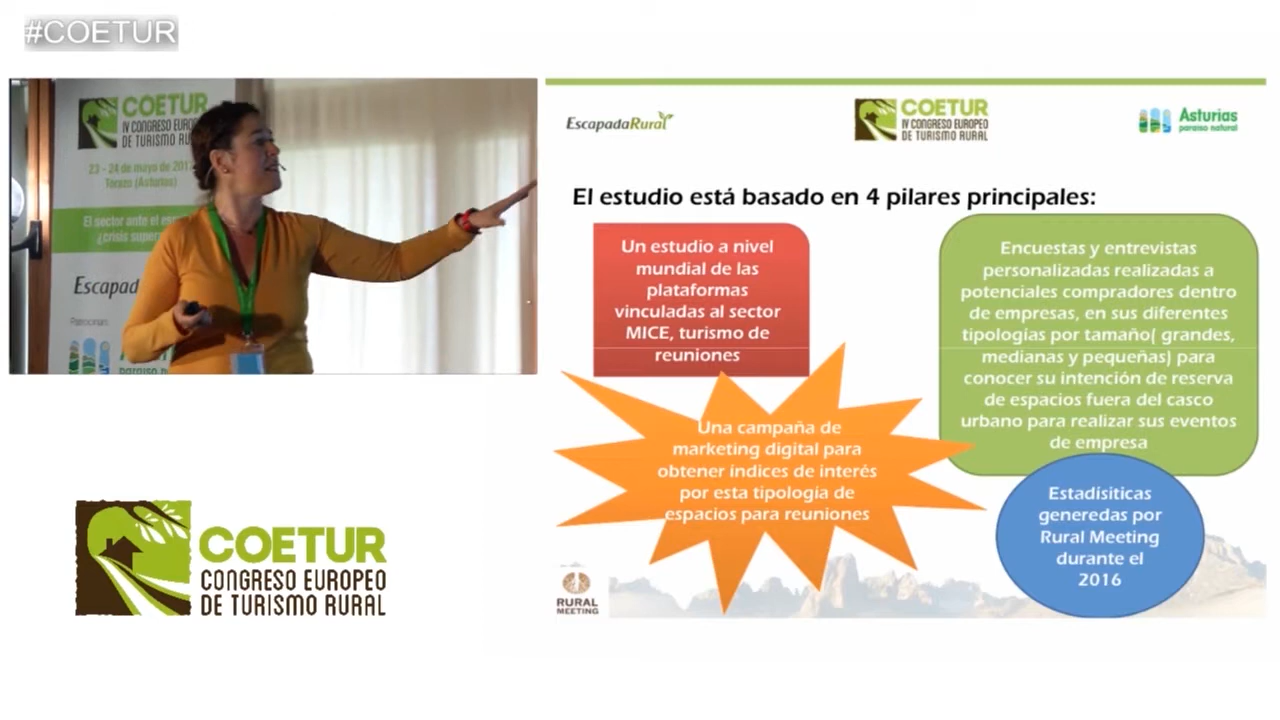 #COETUR
COETUR
IV CONGRESO EUROPEO
DE TURISMO RURAL
23 - 24 de mayo de 201
Torazo (Asturias)
El sector ante el
¿crisis
Escapad
EscapadaRural
COETUR
IV CONGRESO EUROPEO
DE TURISMO RURAL
Asturias
paraíso natural
El estudio está basado en 4 pilares principales:
Un estudio a nivel
mundial de las
plataformas
vinculadas al sector
MICE, turismo de
reuniones
Encuestas y entrevistas
personalizadas realizadas a
potenciales compradores dentro
de empresas, en sus diferentes
tipologías por tamaño( grandes,
medianas y pequeñas) para
conocer su intención de reserva
de espacios fuera del casco
urbano para realizar sus eventos
de empresa
Una campaña de
marketing digital para
obtener índices de interés
por esta tipología de
espacios para reuniones
Estadísiticas
generedas por
Rural Meeting
durante el
2016
RURAL
MEETING
COETUR
CONGRESO EUROPEO
DE TURISMO RURAL